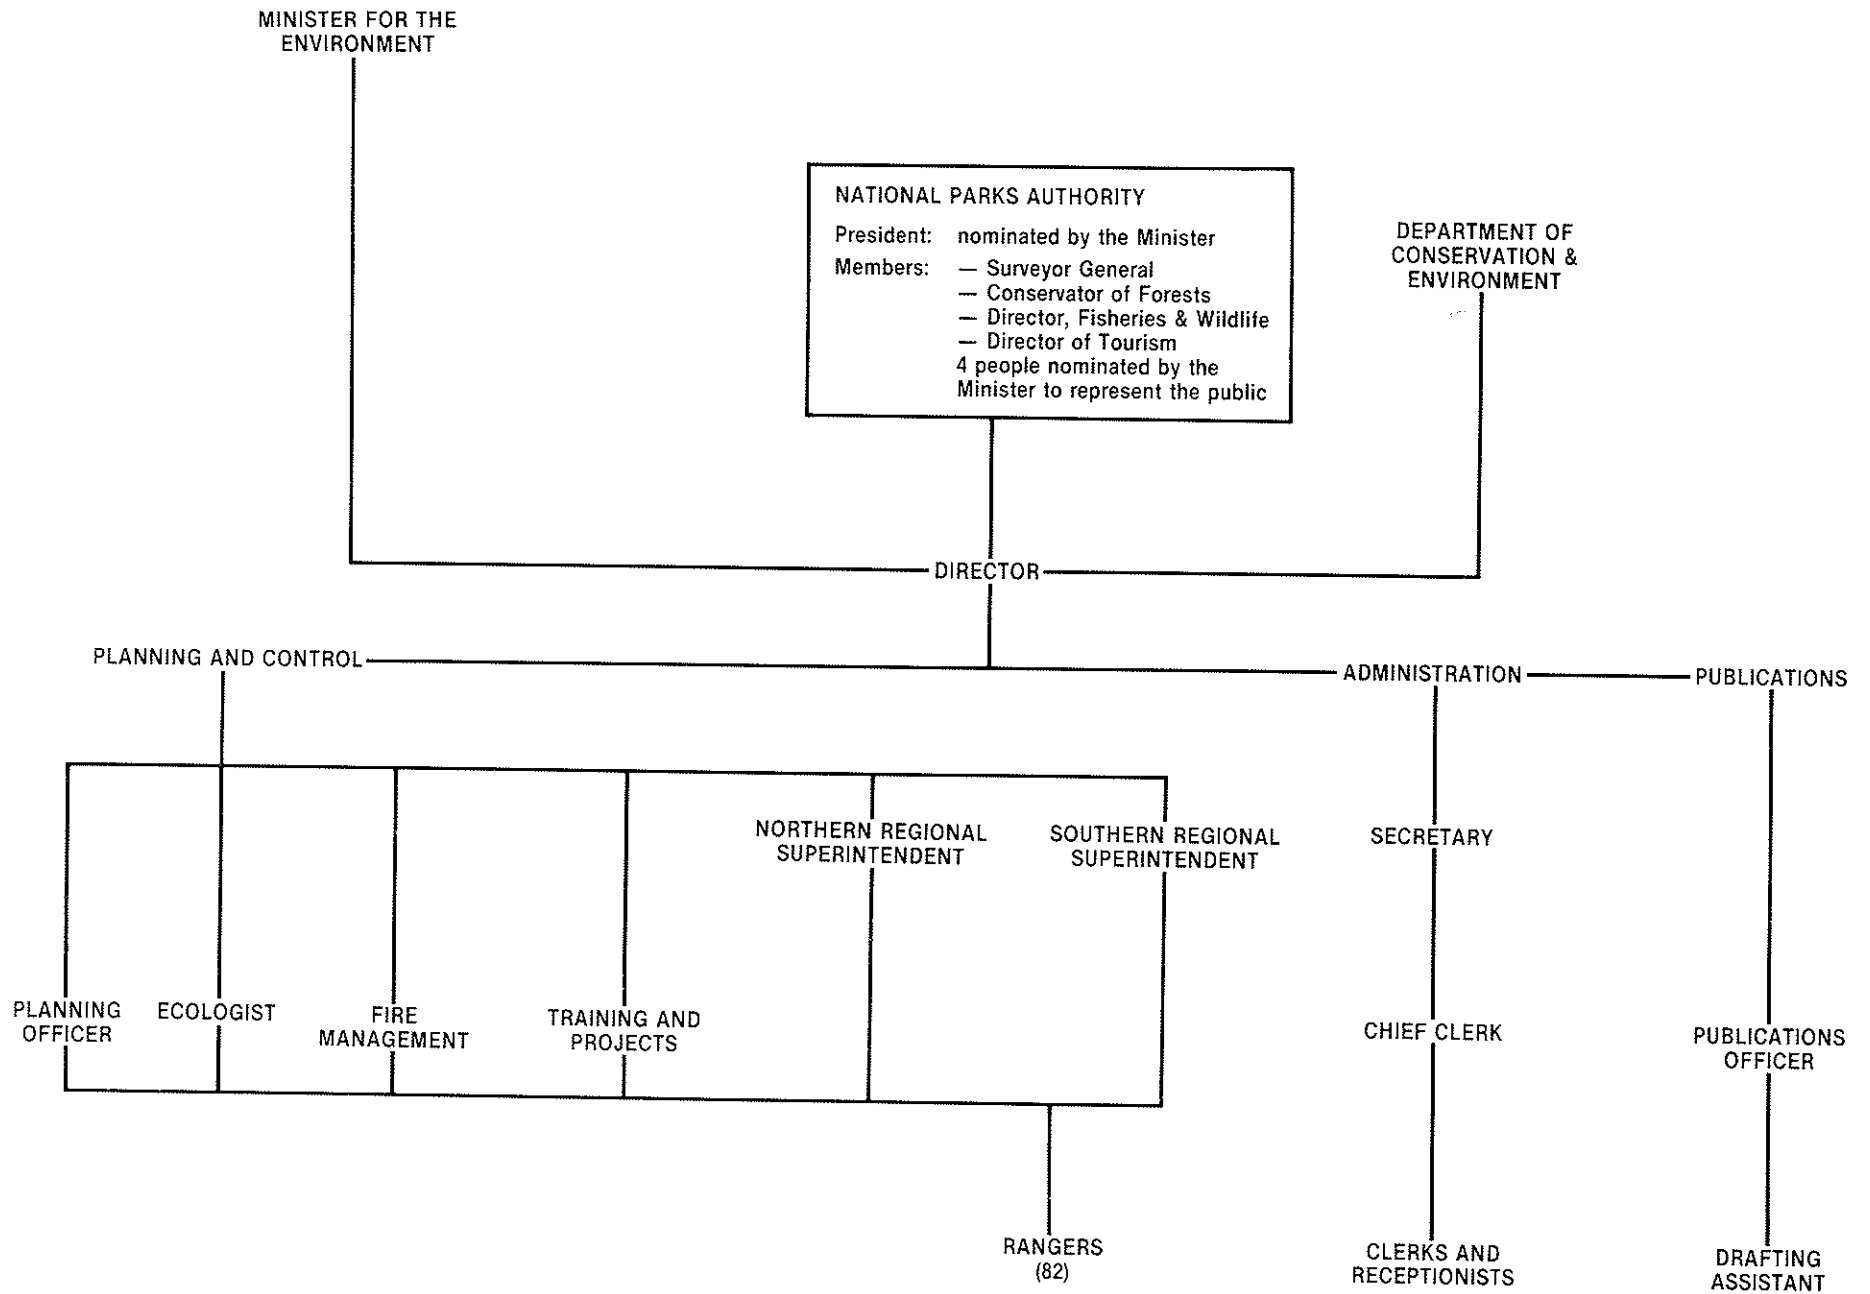 MINISTER FOR THE
ENVIRONMENT
NATIONAL PARKS AUTHORITY
President: nominated by the Minister
Members: — Surveyor General
— Conservator of Forests
— Director, Fisheries & Wildlife
— Director of Tourism
4 people nominated by the
Minister to represent the public
DEPARTMENT OF
CONSERVATION &
ENVIRONMENT
DIRECTOR
PLANNING AND CONTROL
ADMINISTRATION
PUBLICATIONS
NORTHERN REGIONAL
SUPERINTENDENT
SOUTHERN REGIONAL
SUPERINTENDENT
SECRETARY
PLANNING
OFFICER
ECOLOGIST
FIRE
MANAGEMENT
TRAINING AND
PROJECTS
CHIEF CLERK
PUBLICATIONS
OFFICER
RANGERS
(82)
CLERKS AND
RECEPTIONISTS
DRAFTING
ASSISTANT